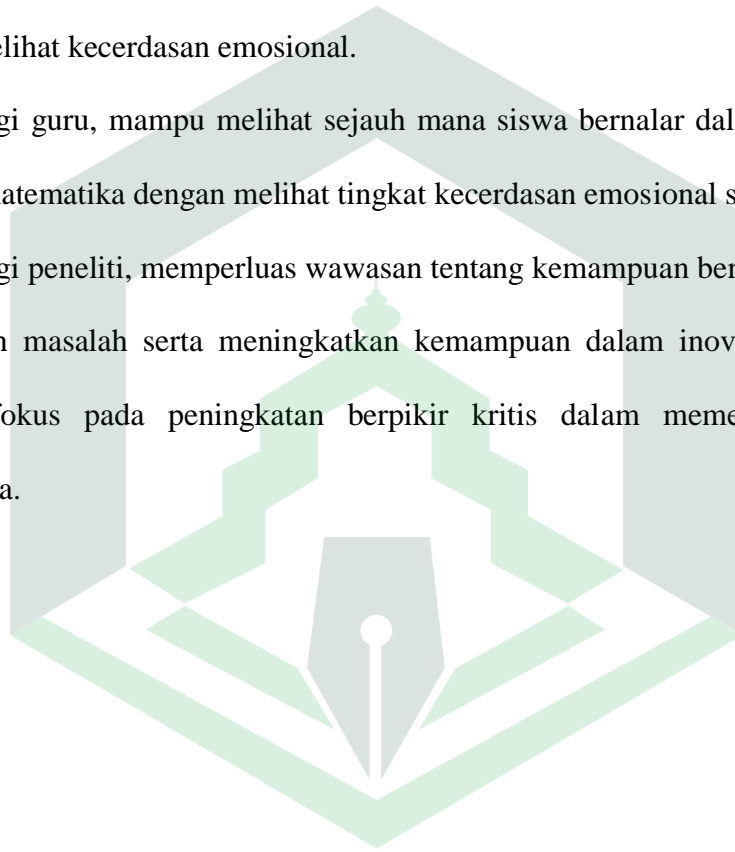 elihat kecerdasan emosional.
gi guru, mampu melihat sejauh mana siswa bernalar dal
atematika dengan melihat tingkat kecerdasan emosional s
gi peneliti, memperluas wawasan tentang kemampuan ber
masalah serta meningkatkan kemampuan dalam inov
fokus pada peningkatan berpikir kritis dalam meme
a.